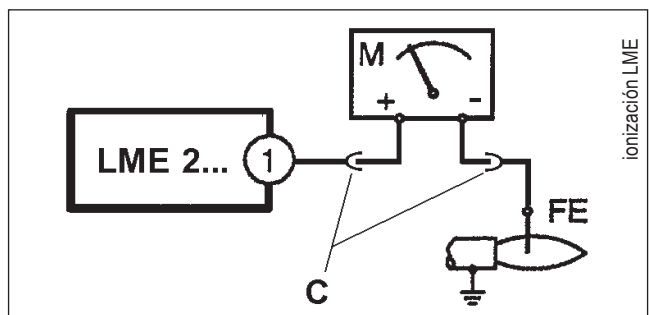 M
+ -
LME 2... 1
FE
C
ionización LME